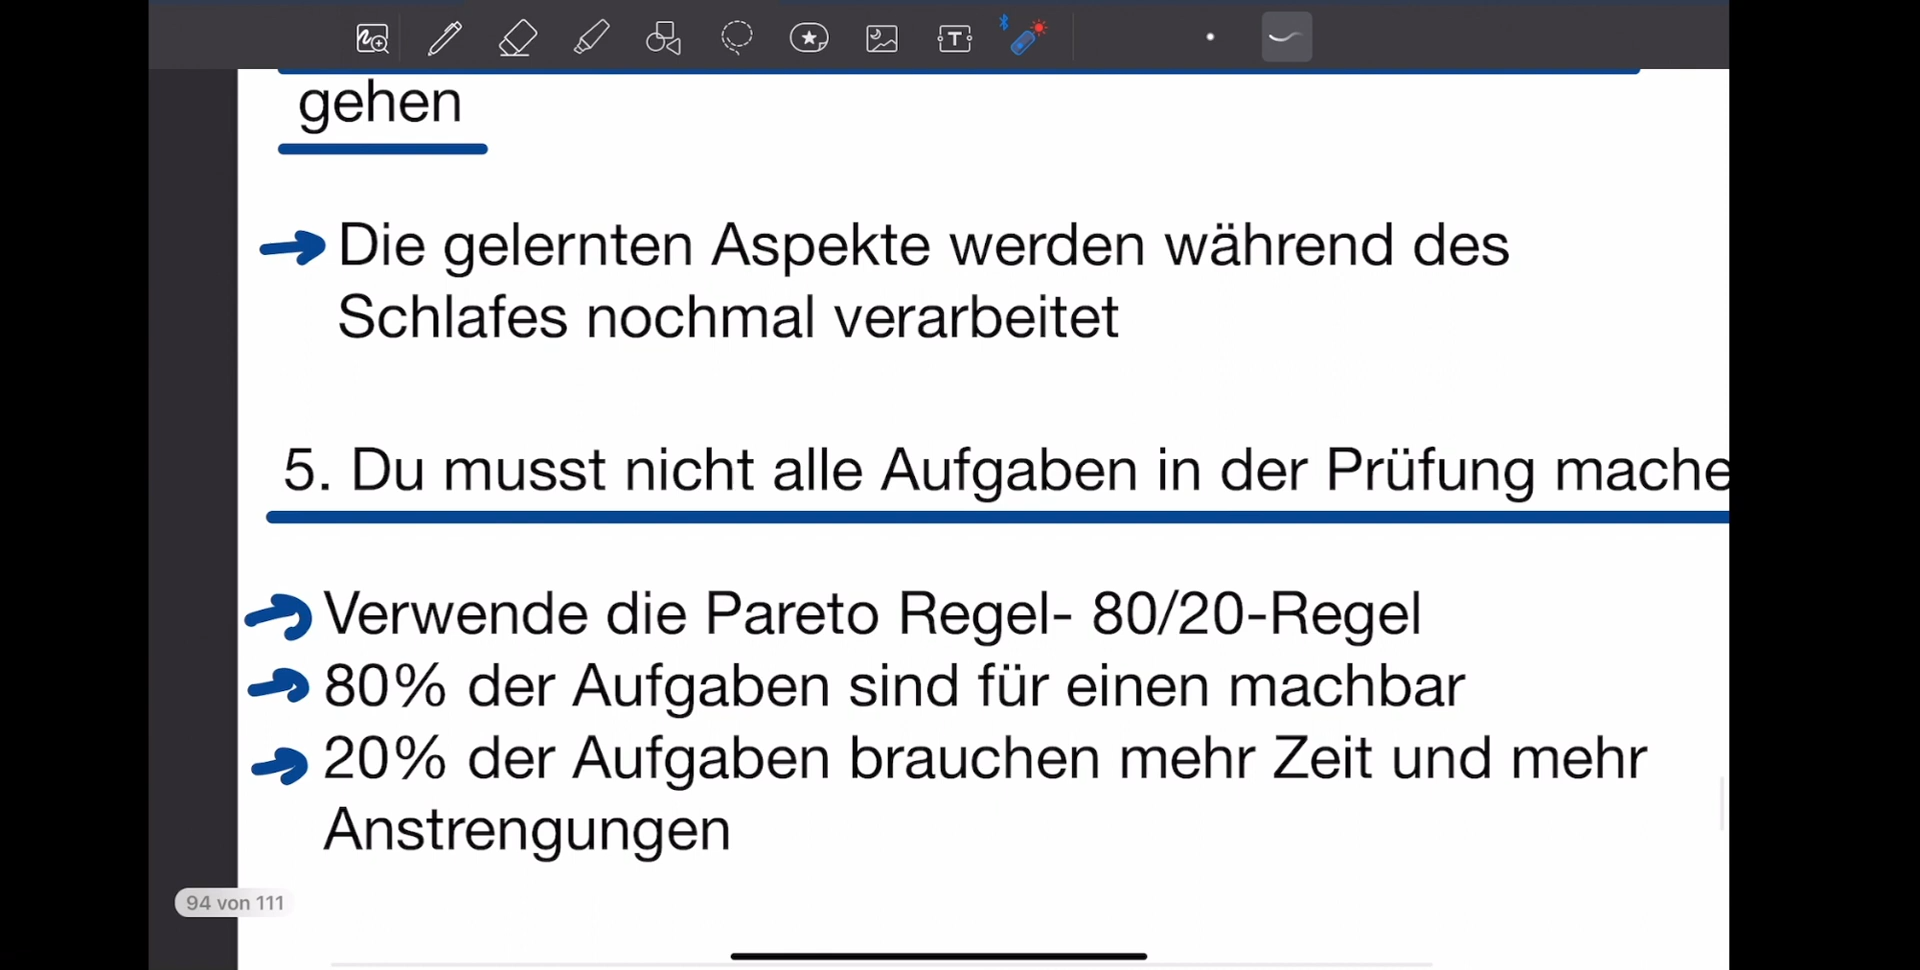 gehen
Die gelernten Aspekte werden während des
Schlafes nochmal verarbeitet
5. Du musst nicht alle Aufgaben in der Prüfung mache
Verwende die Pareto Regel- 80/20-Regel
80% der Aufgaben sind für einen machbar
20% der Aufgaben brauchen mehr Zeit und mehr
Anstrengungen
94 von 111